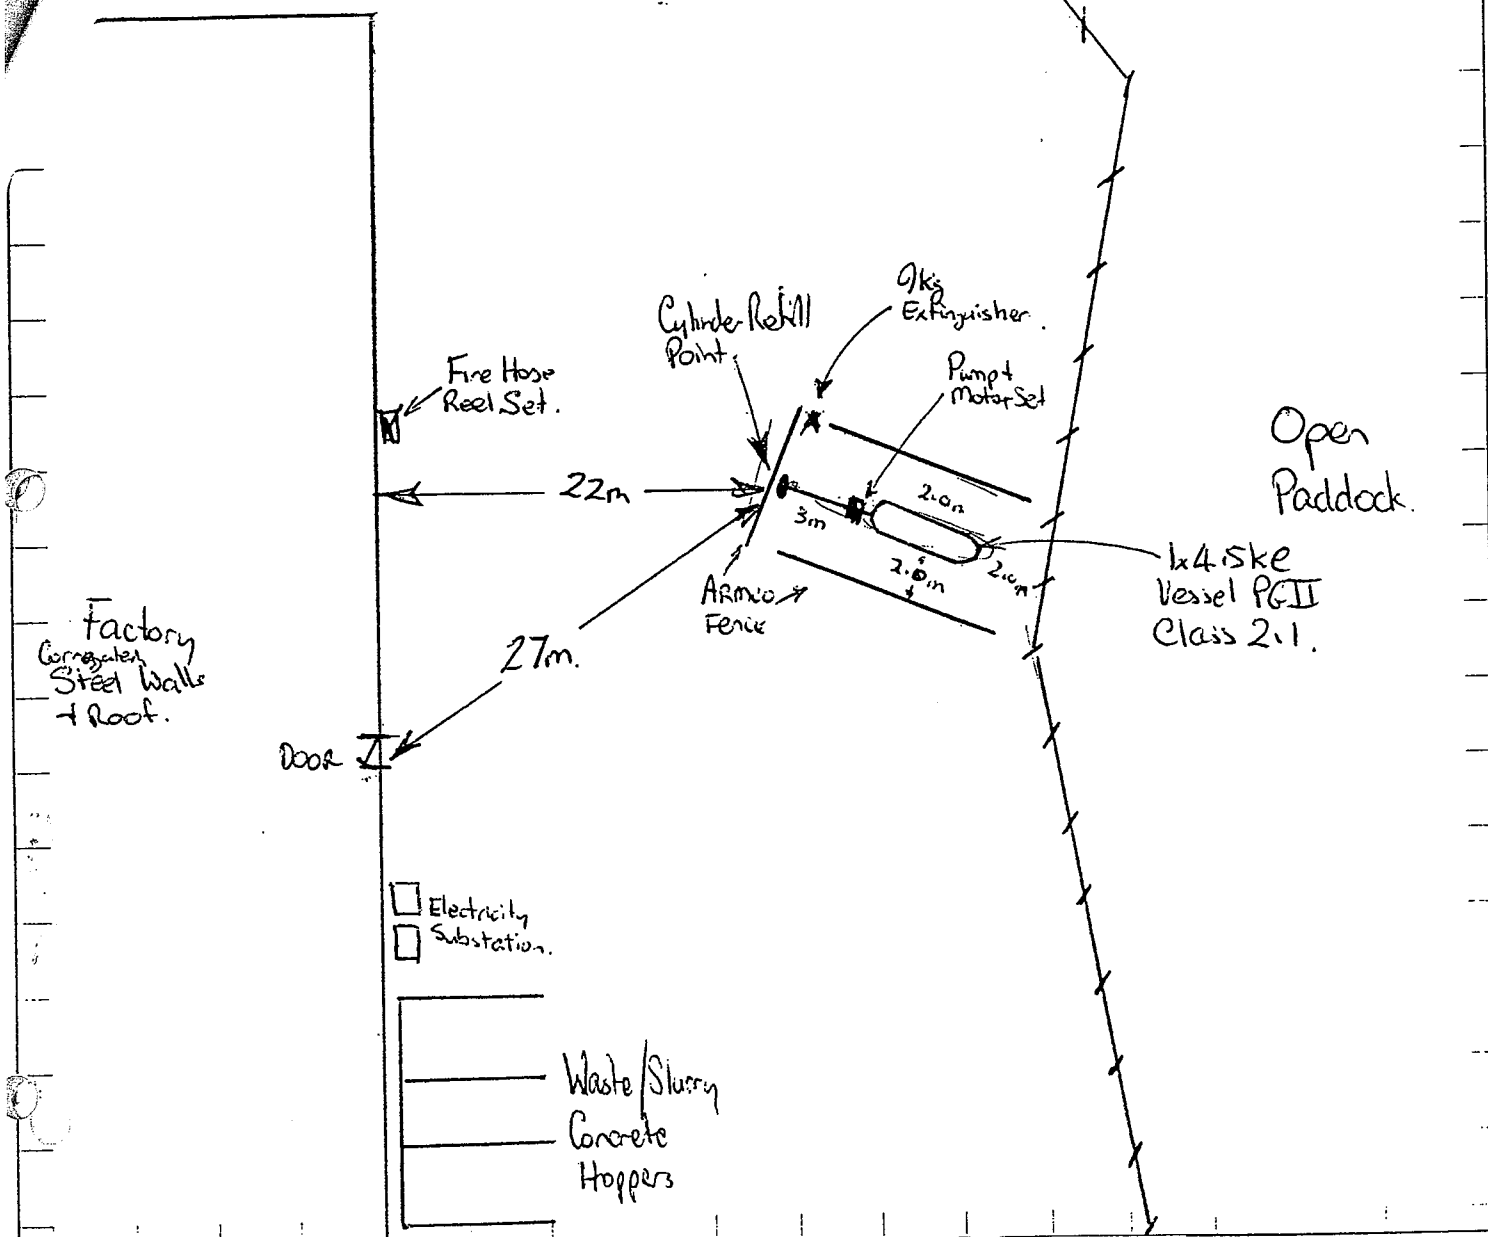 9kg
Extinguisher.
Cylinder Refill
Point.
Pump +
Motor Set
Fire Hose
Reel Set.
Open
Paddock.
22m
2.0m
3m
2.0m
2.0m
1x4.5kl
Vessel PGII
Class 2.1.
ARMCO
Fence
Factory
Corrugated
Steel Walls
+ Roof.
27m.
DOOR
Electricity
Substation.
Waste/Slurry
Concrete
Hoppers